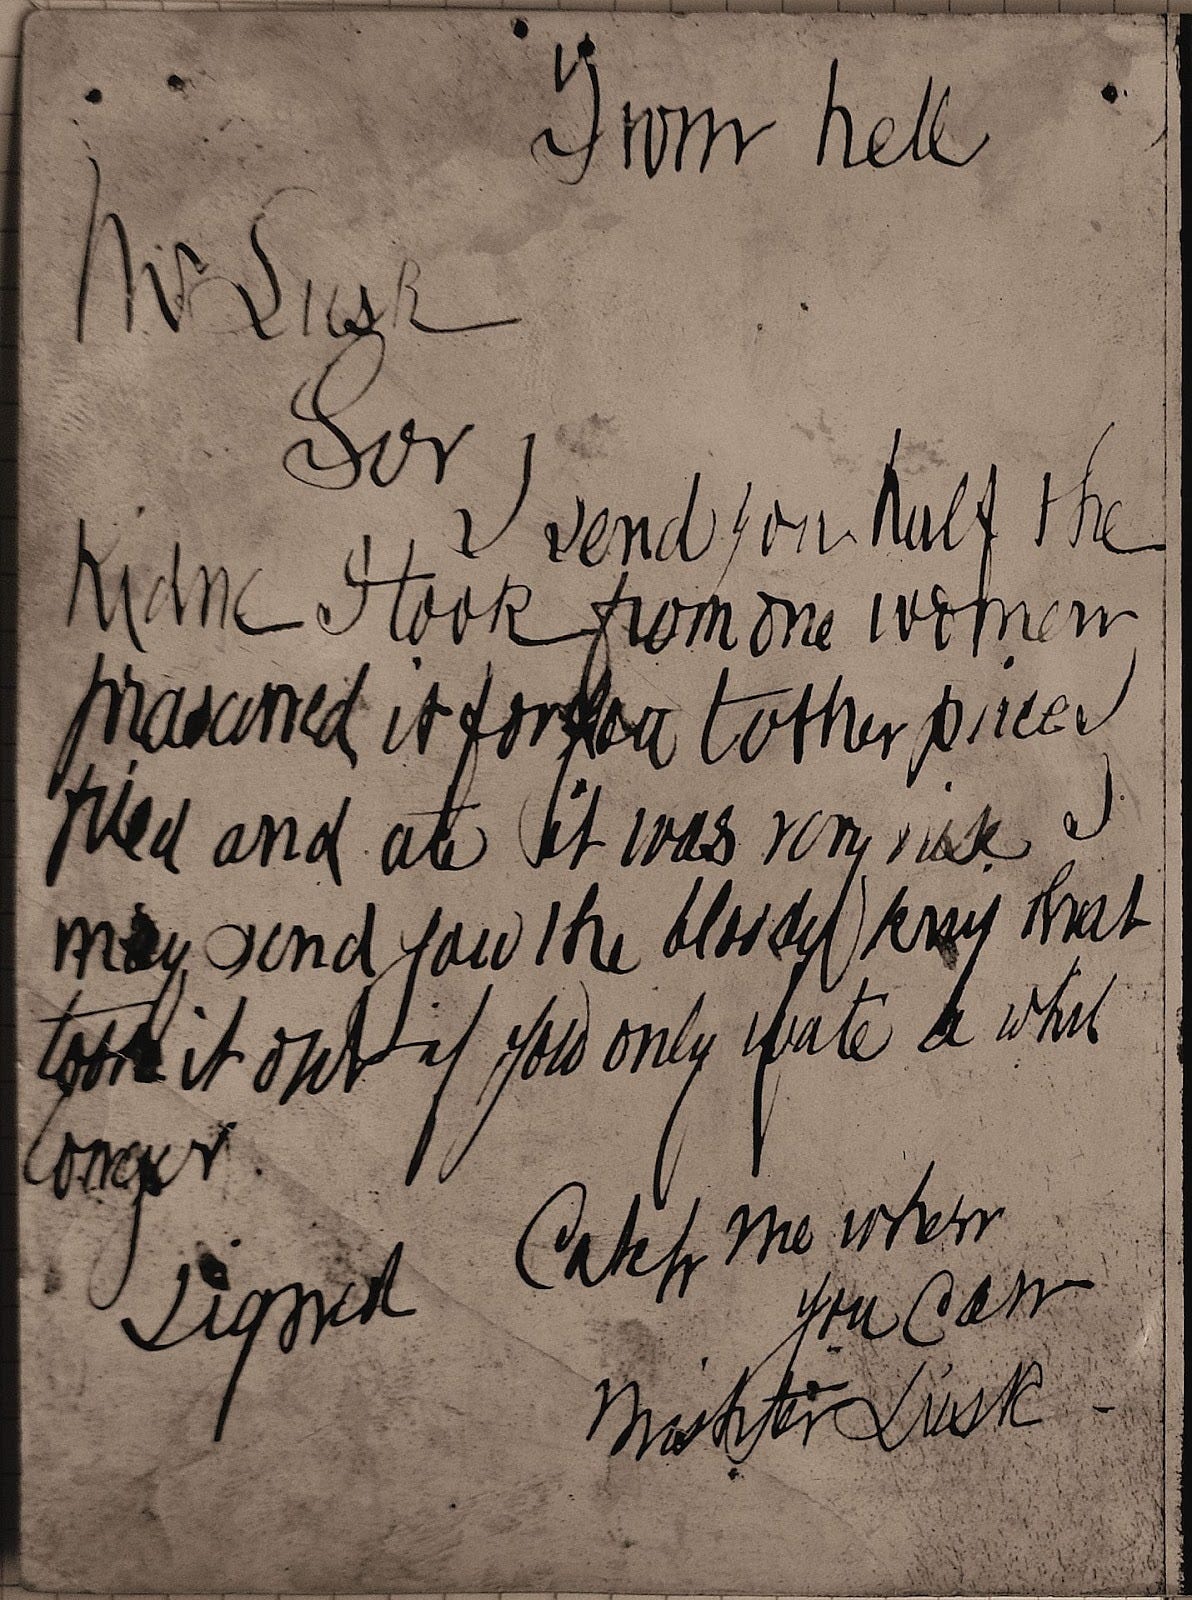 From hell
Mr Lusk
Sor
I send you half the
Kidne I took from one women
prasarved it for you tother piece I
fried and ate it was very nise I
may send you the bloody knif that
took it out if you only wate a whil
longer.
signed
Catch me when
you can
Mishter Lusk